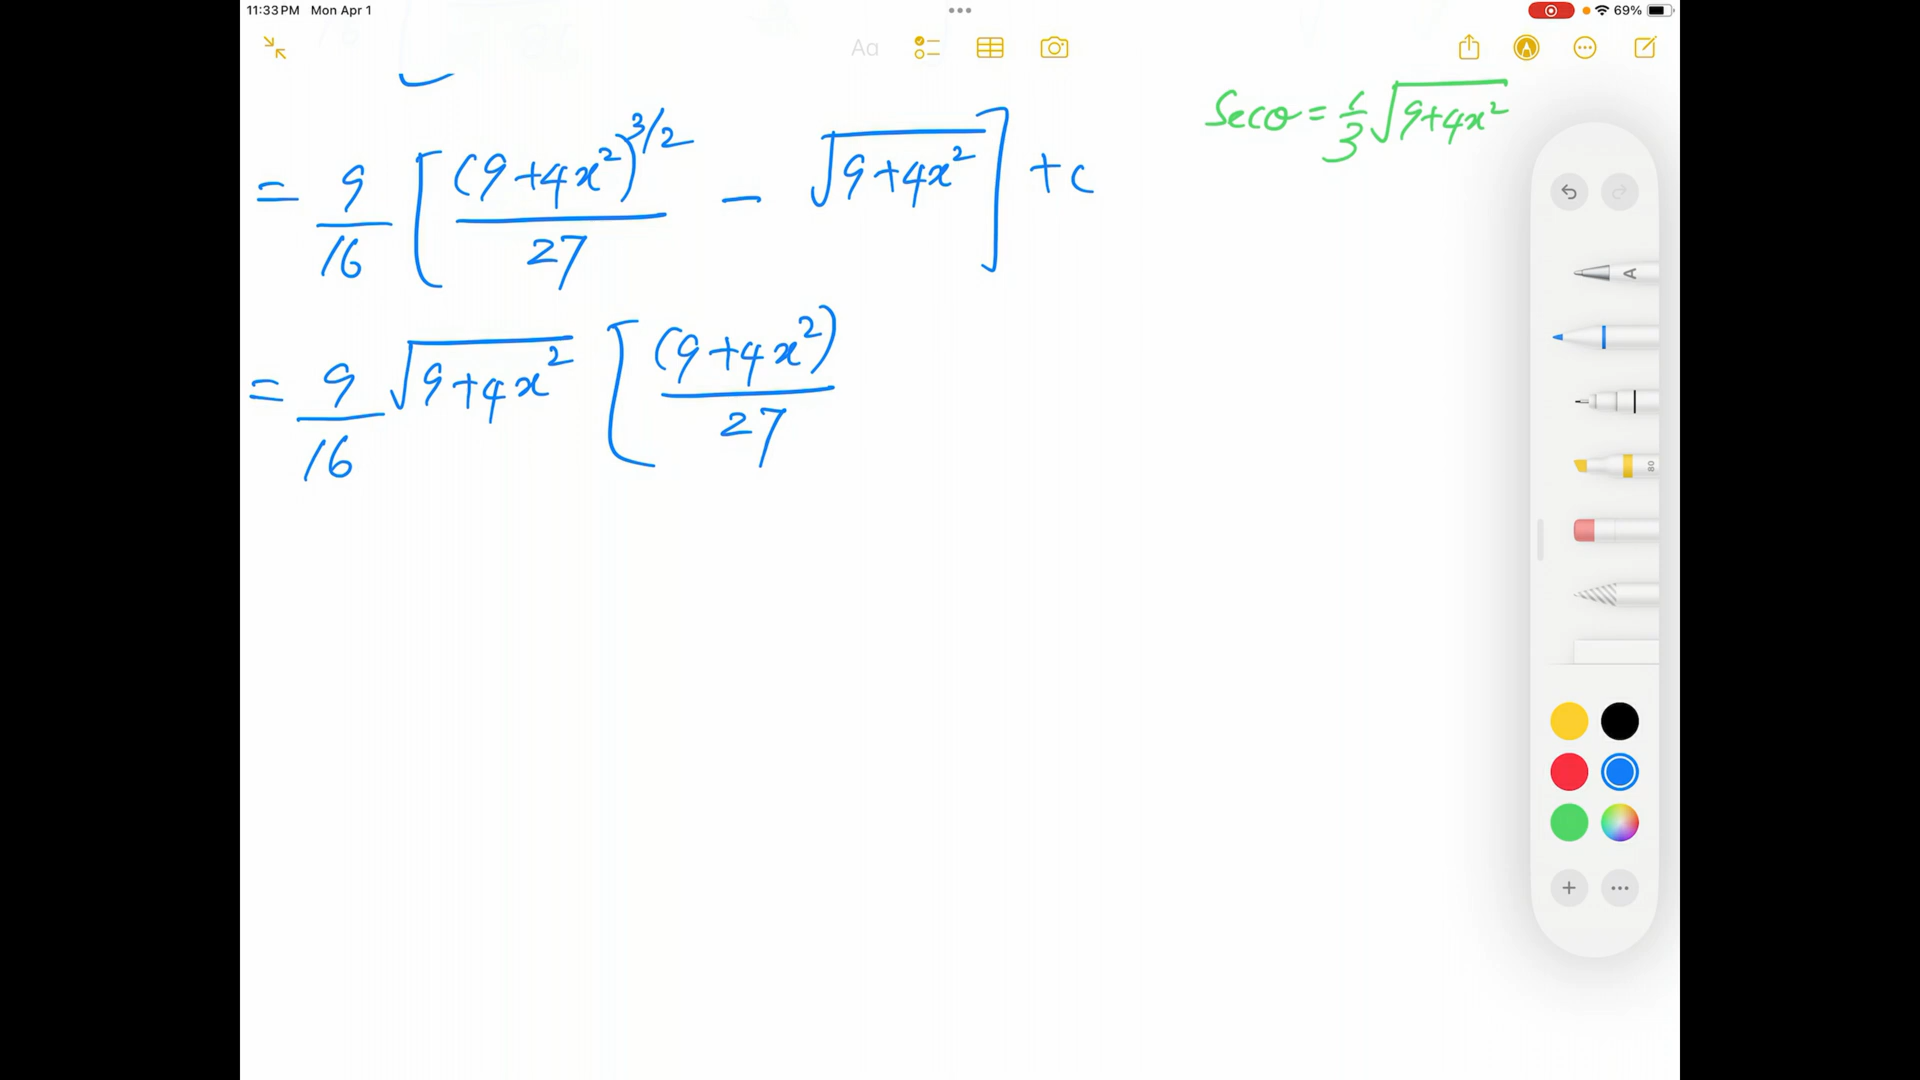 11:33 PM Mon Apr 1
69%
Aa
Secθ = 1/3 √(9+4x²)
= 9/16 [ (9+4x²)^3/2 / 27 − √(9+4x²) ] + c
= 9/16 √(9+4x²) [ (9+4x²) / 27
A
80